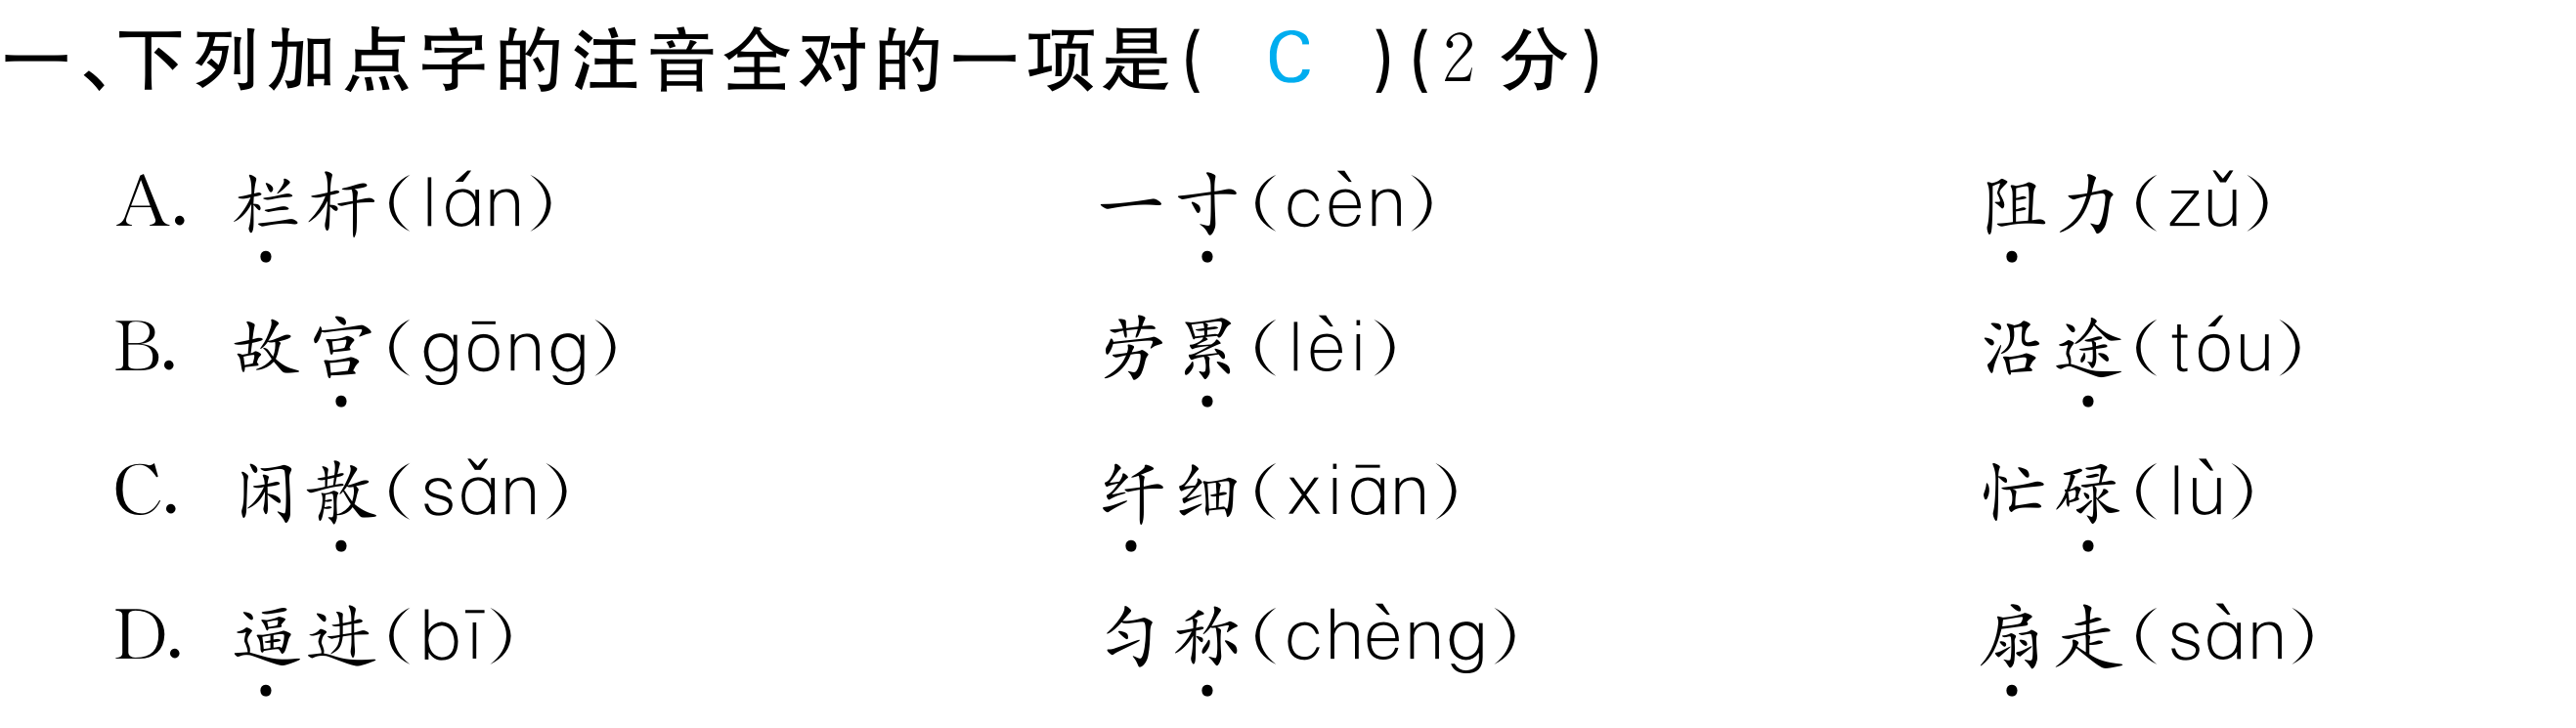 一、下列加点字的注音全对的一项是( C )(2 分)
A. 栏杆(lán) 一寸(cèn) 阻力(zǔ)
B. 故宫(gōng) 劳累(lèi) 沿途(tóu)
C. 闲散(sǎn) 纤细(xiān) 忙碌(lù)
D. 逼进(bī) 匀称(chèng) 扇走(sàn)